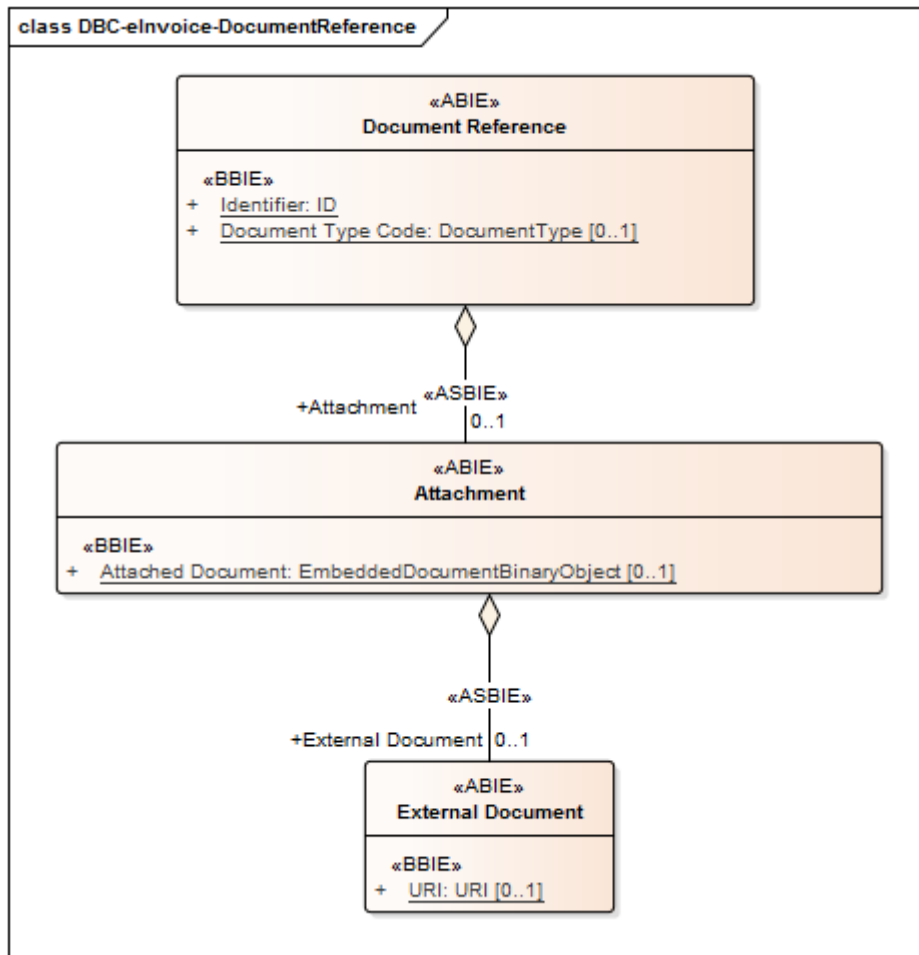 class DBC-eInvoice-DocumentReference
«ABIE»
Document Reference
«BBIE»
+ Identifier: ID
+ Document Type Code: DocumentType [0..1]
«ASBIE»
+Attachment
0..1
«ABIE»
Attachment
«BBIE»
+ Attached Document: EmbeddedDocumentBinaryObject [0..1]
«ASBIE»
+External Document 0..1
«ABIE»
External Document
«BBIE»
+ URI: URI [0..1]